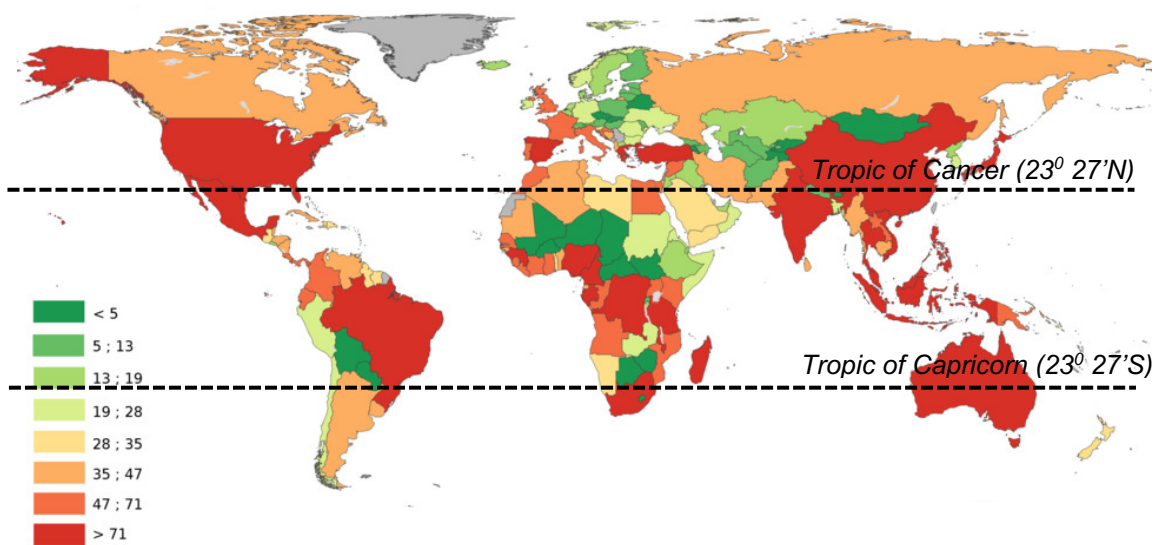 Tropic of Cancer (23⁰ 27’N)
Tropic of Capricorn (23⁰ 27’S)
< 5
5 ; 13
13 ; 19
19 ; 28
28 ; 35
35 ; 47
47 ; 71
> 71